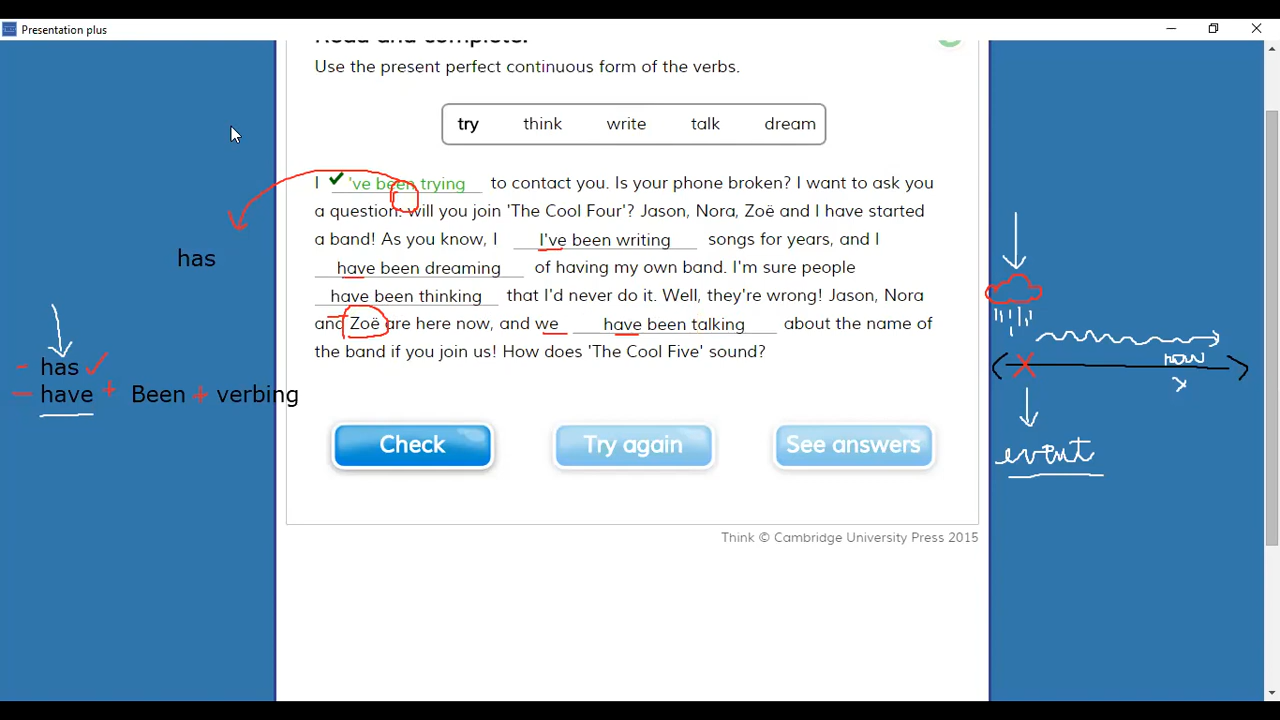 Presentation plus
Read and complete.
Use the present perfect continuous form of the verbs.
try think write talk dream
I 've been trying to contact you. Is your phone broken? I want to ask you
a question: will you join 'The Cool Four'? Jason, Nora, Zoë and I have started
a band! As you know, I I've been writing songs for years, and I
have been dreaming of having my own band. I'm sure people
have been thinking that I'd never do it. Well, they're wrong! Jason, Nora
and Zoë are here now, and we have been talking about the name of
the band if you join us! How does 'The Cool Five' sound?
Check Try again See answers
Think © Cambridge University Press 2015
has
- has
- have + Been + verbing
now
x
event